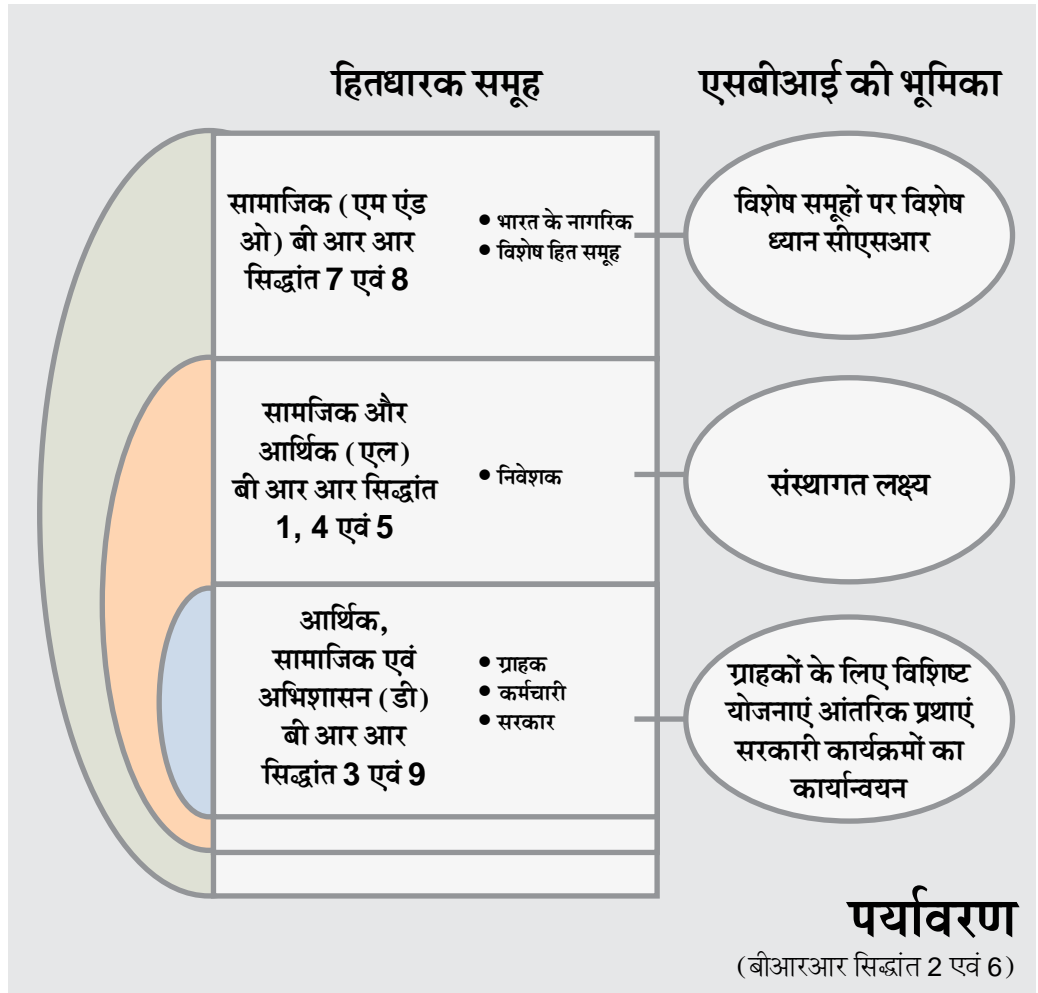 हितधारक समूह
एसबीआई की भूमिका
सामाजिक (एम एंड
ओ) बी आर आर
सिद्धांत 7 एवं 8
• भारत के नागरिक
• विशेष हित समूह
विशेष समूहों पर विशेष
ध्यान सीएसआर
सामजिक और
आर्थिक (एल)
बी आर आर सिद्धांत
1, 4 एवं 5
• निवेशक
संस्थागत लक्ष्य
आर्थिक,
सामाजिक एवं
अभिशासन (डी)
बी आर आर
सिद्धांत 3 एवं 9
• ग्राहक
• कर्मचारी
• सरकार
ग्राहकों के लिए विशिष्ट
योजनाएं आंतरिक प्रथाएं
सरकारी कार्यक्रमों का
कार्यान्वयन
पर्यावरण
(बीआरआर सिद्धांत 2 एवं 6)